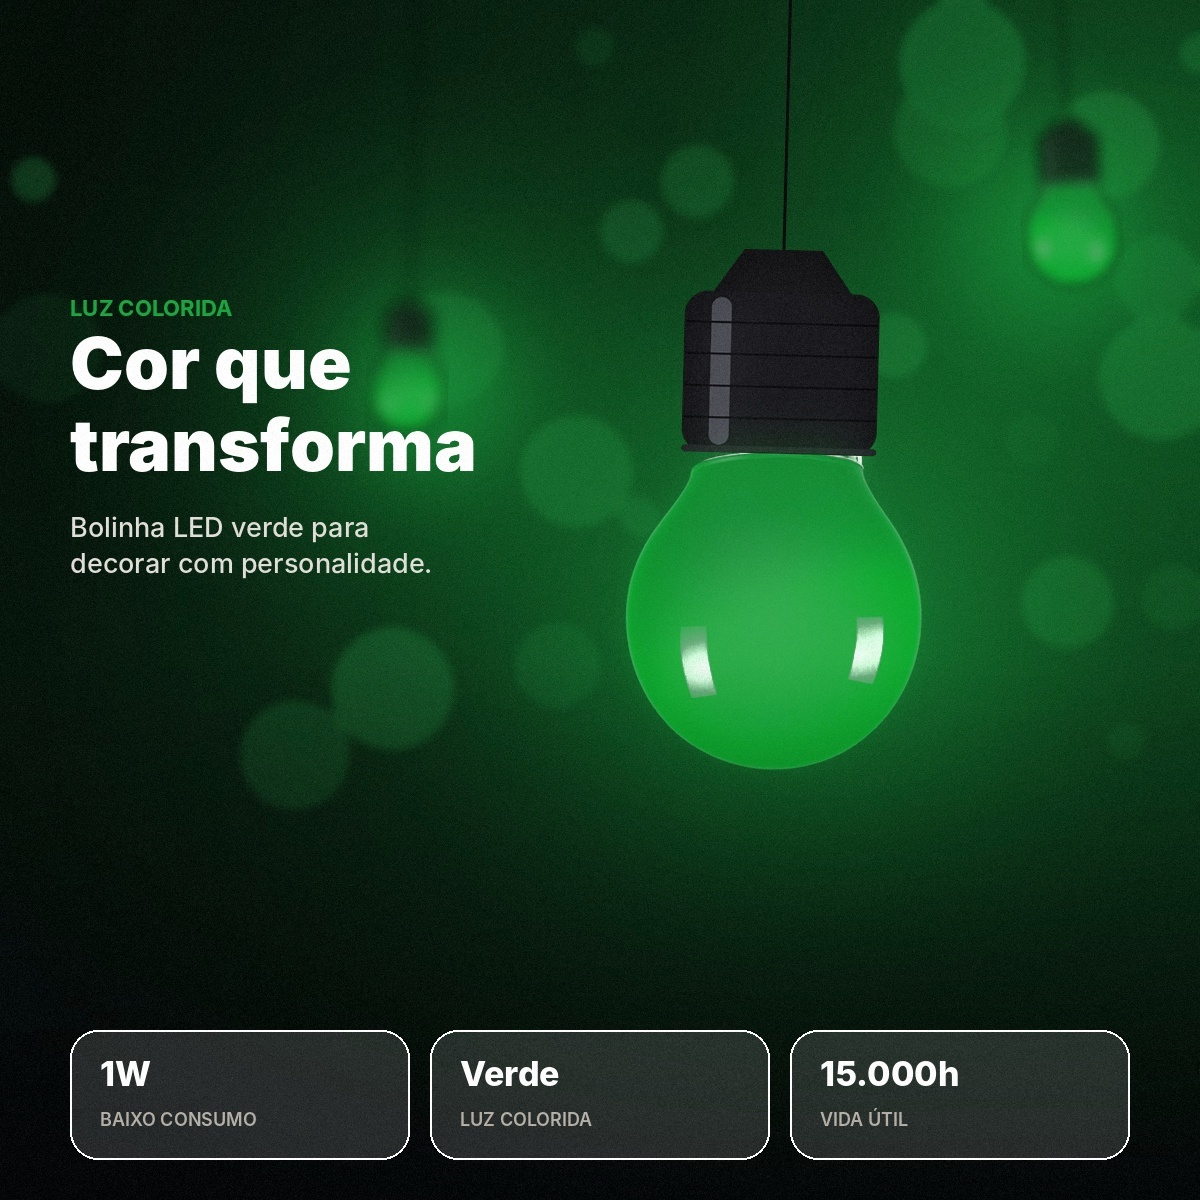 LUZ COLORIDA
Cor que
transforma
Bolinha LED verde para
decorar com personalidade.
1W
BAIXO CONSUMO
Verde
LUZ COLORIDA
15.000h
VIDA ÚTIL